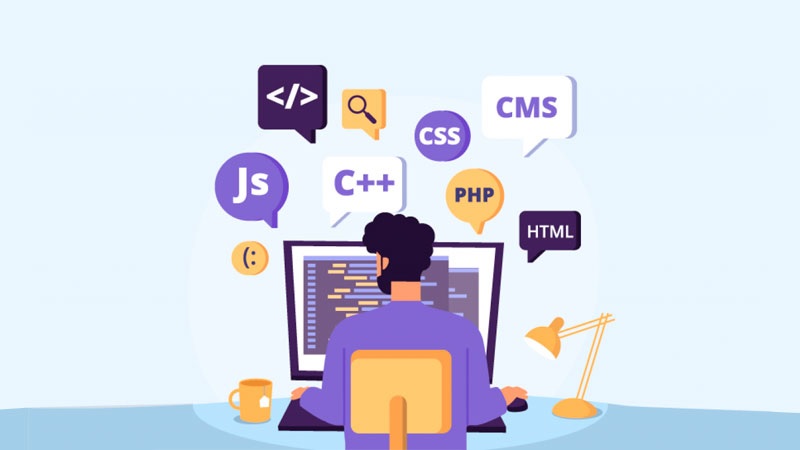 </>
CMS
CSS
Js
C++
PHP
HTML
(: